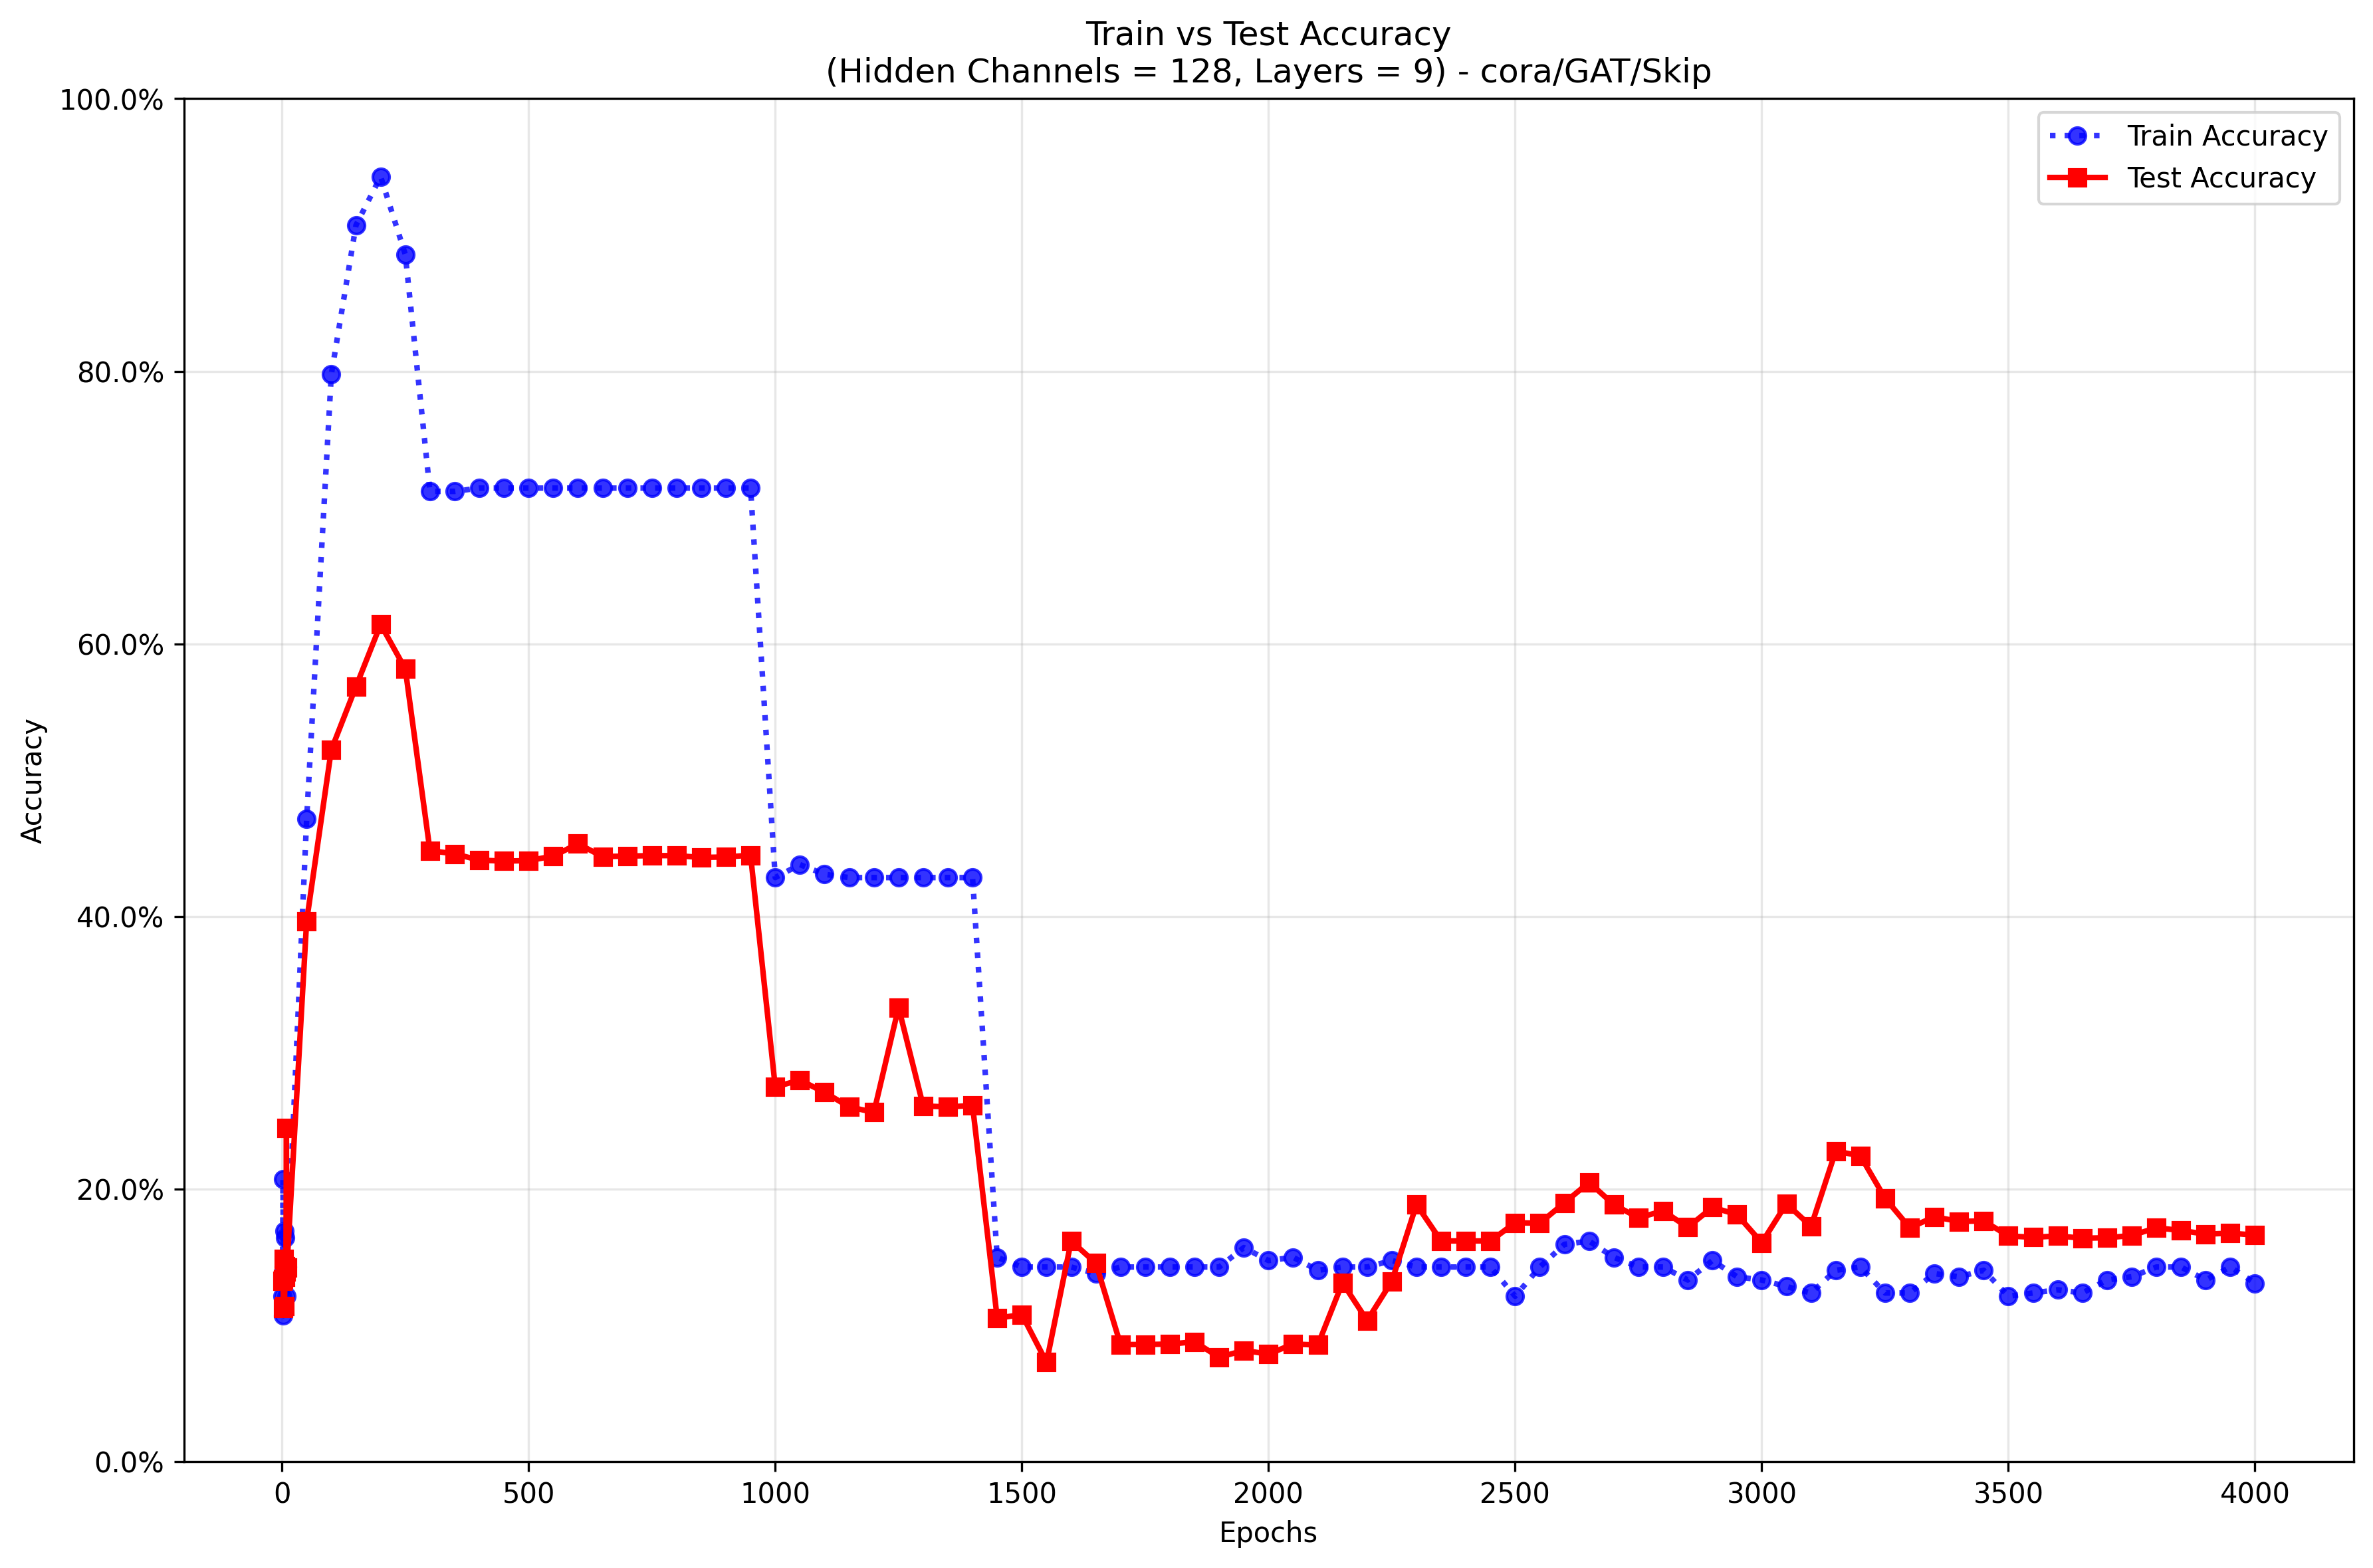 Train vs Test Accuracy
(Hidden Channels = 128, Layers = 9) - cora/GAT/Skip
100.0%
80.0%
60.0%
40.0%
20.0%
0.0%
Accuracy
Train Accuracy
Test Accuracy
0
500
1000
1500
2000
2500
3000
3500
4000
Epochs